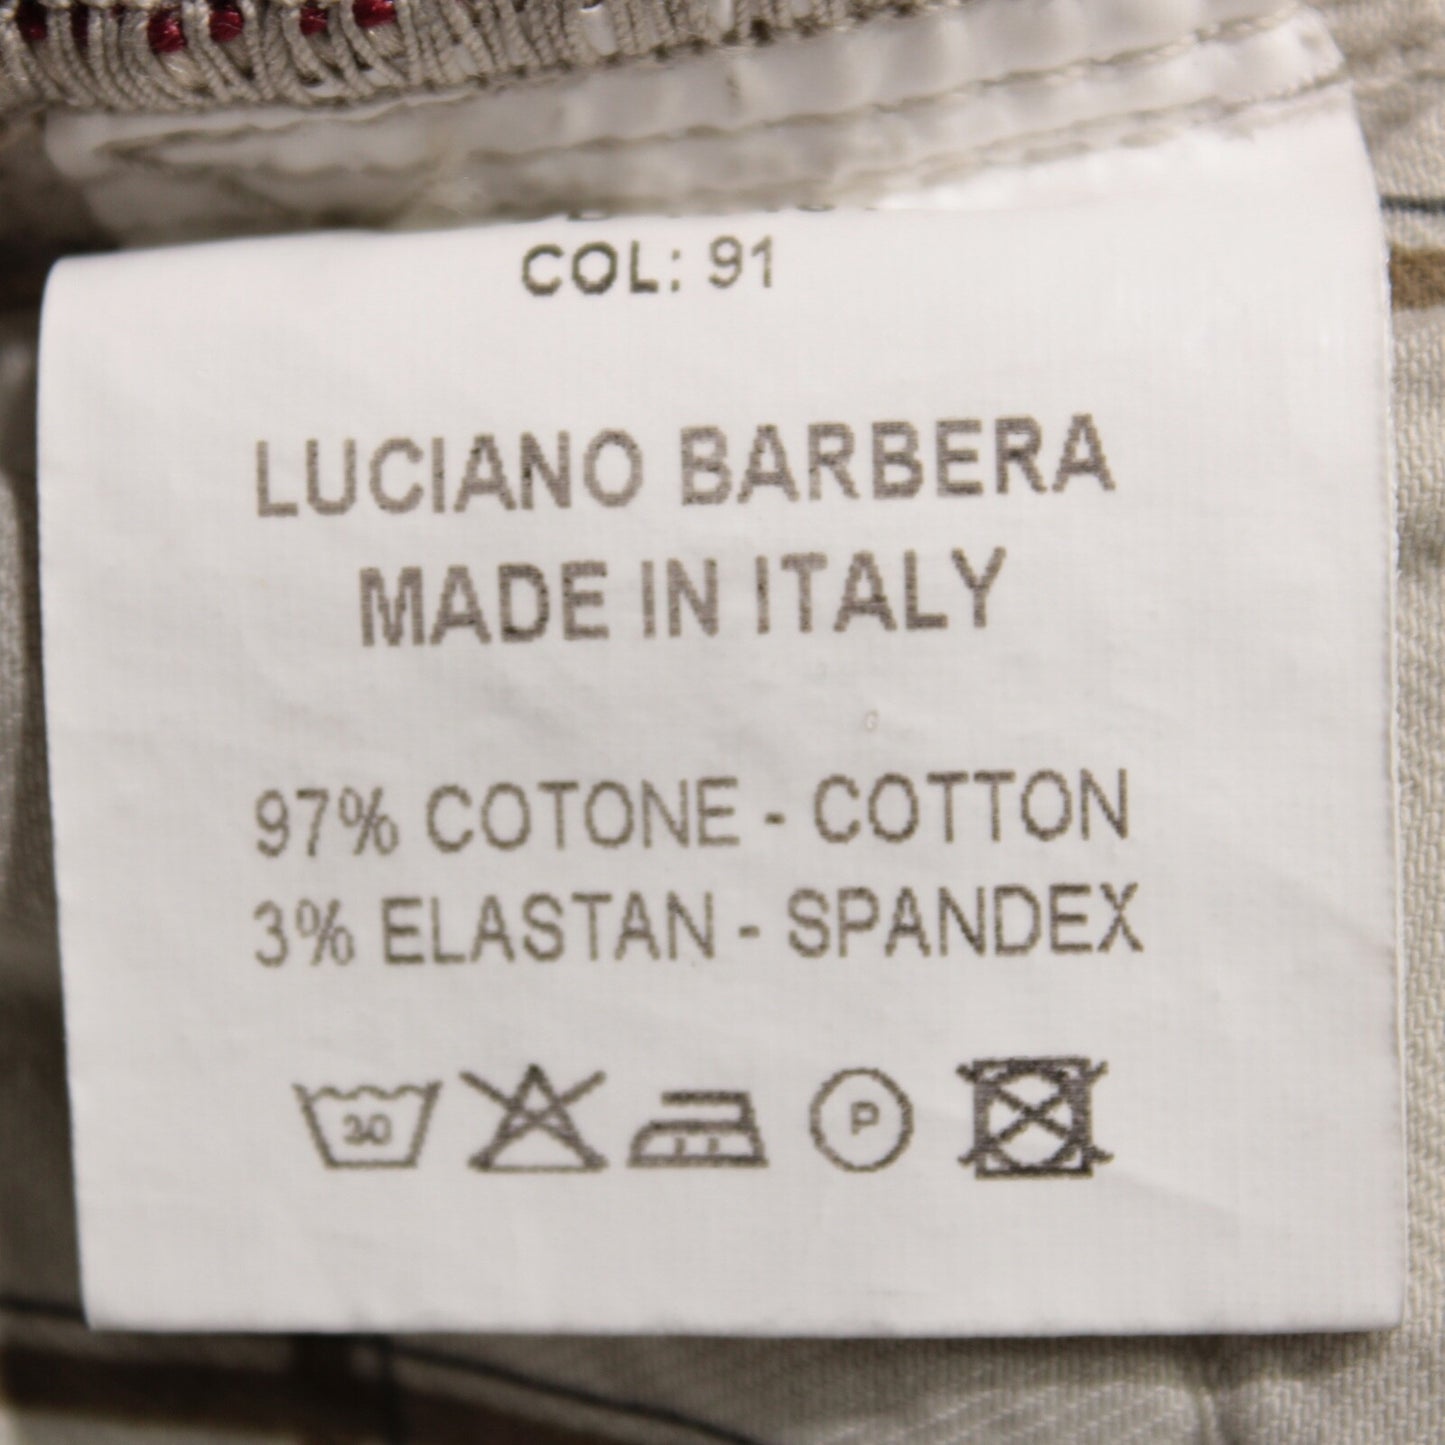 COL: 91
LUCIANO BARBERA
MADE IN ITALY
97% COTONE - COTTON
3% ELASTAN - SPANDEX
30 P